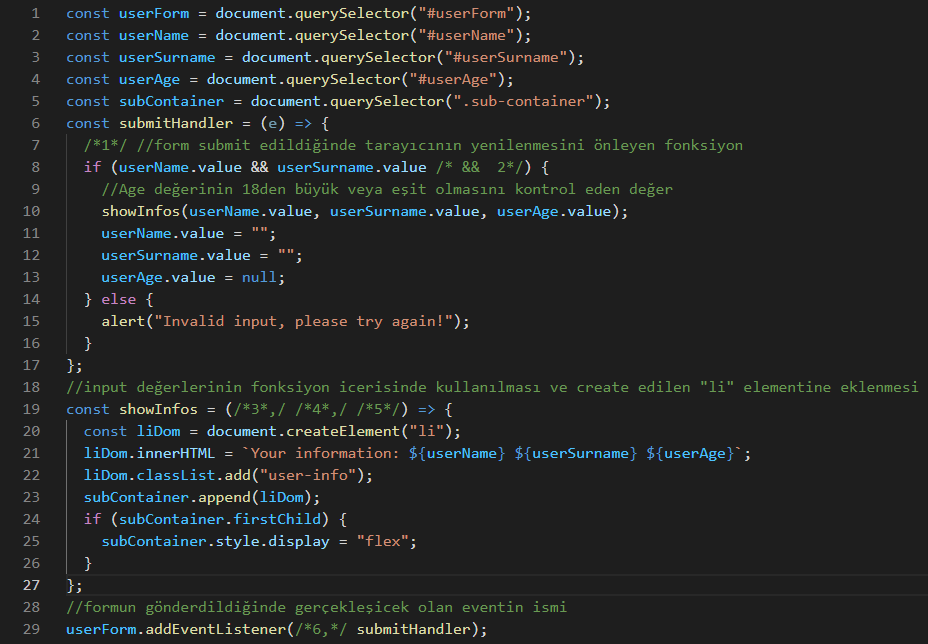 1 const userForm = document.querySelector("#userForm");
2 const userName = document.querySelector("#userName");
3 const userSurname = document.querySelector("#userSurname");
4 const userAge = document.querySelector("#userAge");
5 const subContainer = document.querySelector(".sub-container");
6 const submitHandler = (e) => {
7 /*1*/ //form submit edildiğinde tarayıcının yenilenmesini önleyen fonksiyon
8 if (userName.value && userSurname.value /* &&  2*/) {
9 //Age değerinin 18den büyük veya eşit olmasını kontrol eden değer
10 showInfos(userName.value, userSurname.value, userAge.value);
11 userName.value = "";
12 userSurname.value = "";
13 userAge.value = null;
14 } else {
15 alert("Invalid input, please try again!");
16 }
17 };
18 //input değerlerinin fonksiyon icerisinde kullanılması ve create edilen "li" elementine eklenmesi
19 const showInfos = (/*3*,/ /*4*,/ /*5*/) => {
20 const liDom = document.createElement("li");
21 liDom.innerHTML = `Your information: ${userName} ${userSurname} ${userAge}`;
22 liDom.classList.add("user-info");
23 subContainer.append(liDom);
24 if (subContainer.firstChild) {
25 subContainer.style.display = "flex";
26 }
27 };
28 //formun gönderdildiğinde gerçekleşicek olan eventin ismi
29 userForm.addEventListener(/*6,*/ submitHandler);